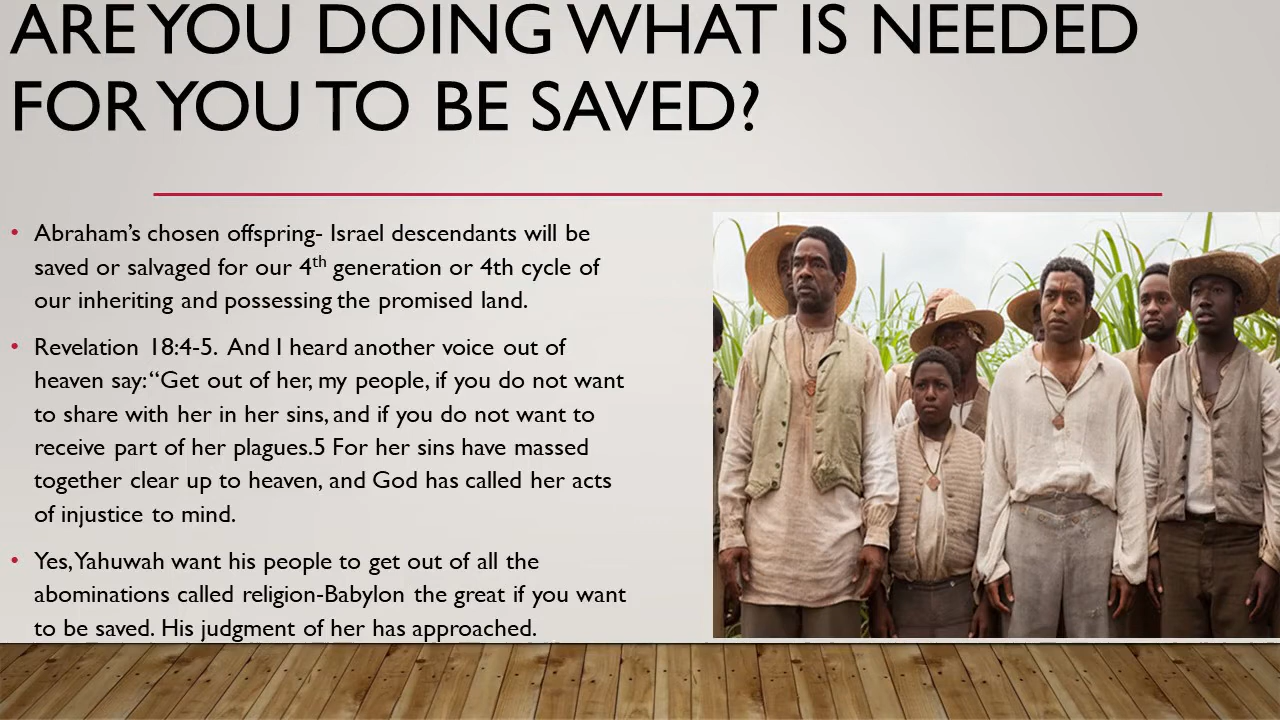 ARE YOU DOING WHAT IS NEEDED
FOR YOU TO BE SAVED?
• Abraham’s chosen offspring- Israel descendants will be
saved or salvaged for our 4th generation or 4th cycle of
our inheriting and possessing the promised land.
• Revelation 18:4-5. And I heard another voice out of
heaven say: “Get out of her, my people, if you do not want
to share with her in her sins, and if you do not want to
receive part of her plagues.5 For her sins have massed
together clear up to heaven, and God has called her acts
of injustice to mind.
• Yes, Yahuwah want his people to get out of all the
abominations called religion-Babylon the great if you want
to be saved. His judgment of her has approached.